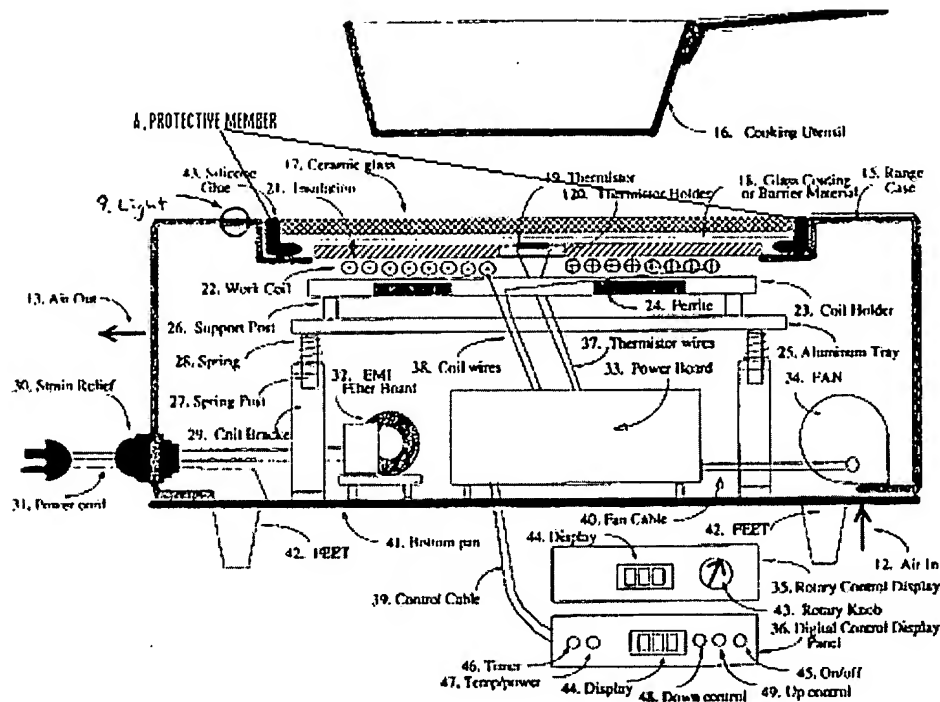 16. Cooking Utensil
A. PROTECTIVE MEMBER
43. Silicone Glue
17. Ceramic glass
21. Insulation
19. Thermistor
120. Thermistor Holder
18. Glass Coating or Barrier Material
15. Range Case
9. Light
22. Work Coil
24. Ferrite
23. Coil Holder
13. Air Out
26. Support Post
28. Spring
37. Thermistor wires
38. Coil wires
25. Aluminum Tray
30. Strain Relief
32. EMI Filter Board
33. Power Board
34. FAN
27. Spring Post
29. Coil Bracket
31. Power cord
40. Fan Cable
42. FEET
41. Bottom pan
42. FEET
44. Display
12. Air In
35. Rotary Control Display
39. Control Cable
43. Rotary Knob
36. Digital Control Display Panel
46. Timer
47. Temp/power
44. Display
48. Down control
45. On/off
49. Up control